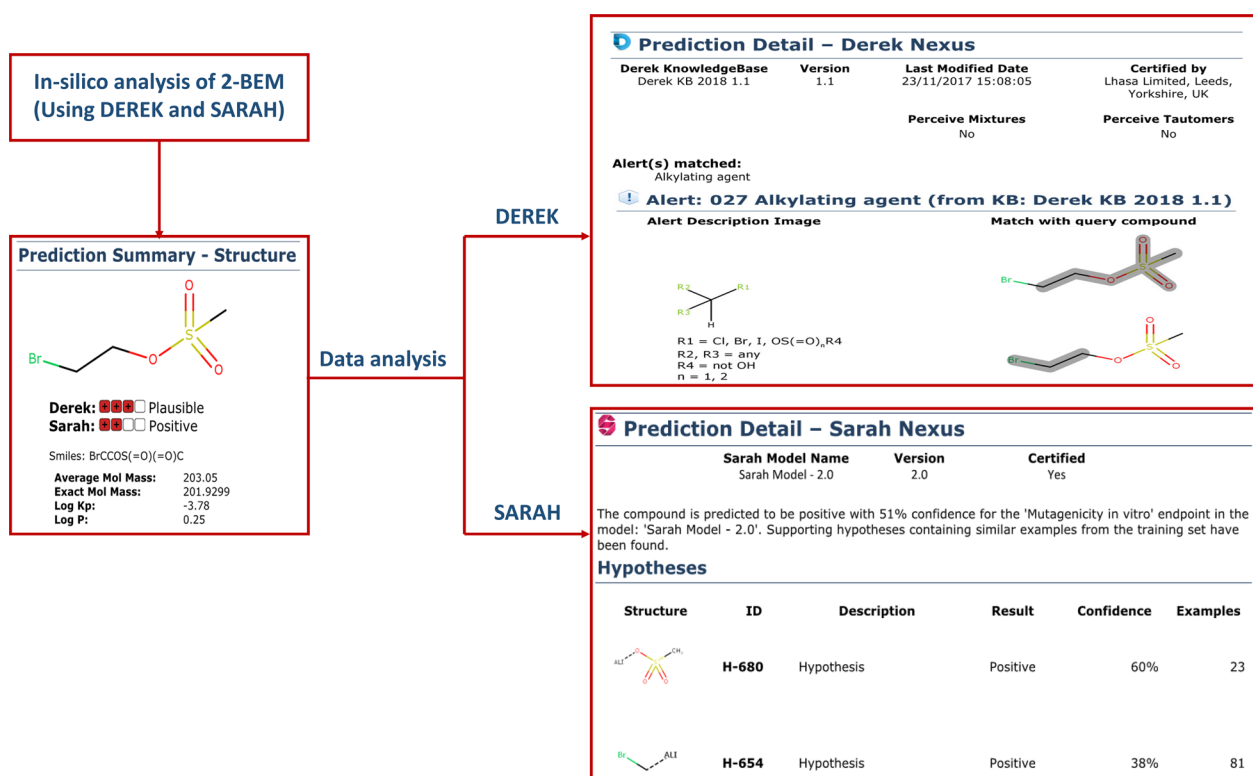 In-silico analysis of 2-BEM
(Using DEREK and SARAH)
Prediction Summary - Structure
O
S
Br
O
O
Derek: + + + Plausible
Sarah: + + Positive
Smiles: BrCCOS(=O)(=O)C
Average Mol Mass: 203.05
Exact Mol Mass: 201.9299
Log Kp: -3.78
Log P: 0.25
Data analysis
DEREK
SARAH
Prediction Detail – Derek Nexus
Derek KnowledgeBase Version Last Modified Date Certified by
Derek KB 2018 1.1 1.1 23/11/2017 15:08:05 Lhasa Limited, Leeds,
Yorkshire, UK
Perceive Mixtures Perceive Tautomers
No No
Alert(s) matched:
Alkylating agent
! Alert: 027 Alkylating agent (from KB: Derek KB 2018 1.1)
Alert Description Image Match with query compound
O
S
Br O O
R2 R1
R3
H
O
S
Br O O
R1 = Cl, Br, I, OS(=O)nR4
R2, R3 = any
R4 = not OH
n = 1, 2
Prediction Detail – Sarah Nexus
Sarah Model Name Version Certified
Sarah Model - 2.0 2.0 Yes
The compound is predicted to be positive with 51% confidence for the 'Mutagenicity in vitro' endpoint in the
model: 'Sarah Model - 2.0'. Supporting hypotheses containing similar examples from the training set have
been found.
Hypotheses
Structure ID Description Result Confidence Examples
O CH3
ALI S
O O
H-680 Hypothesis Positive 60% 23
Br ALI
H-654 Hypothesis Positive 38% 81